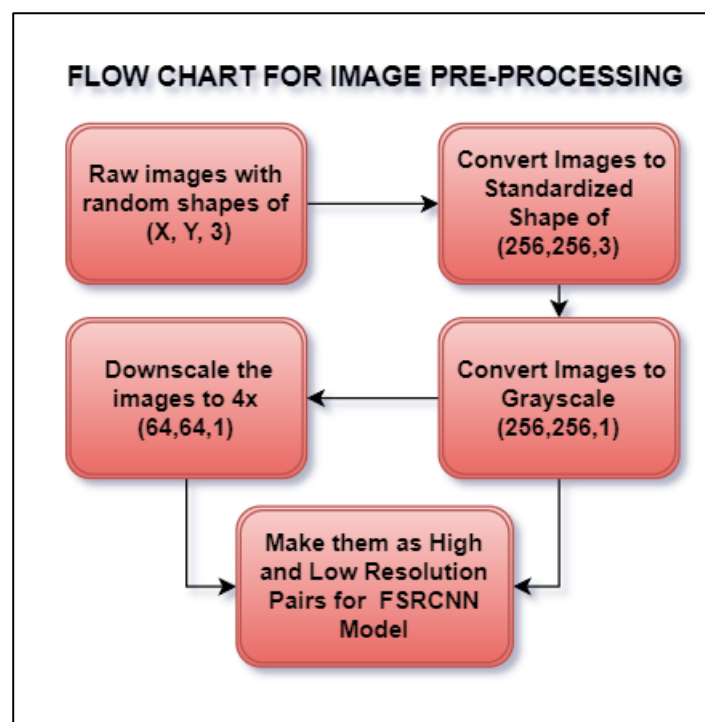 FLOW CHART FOR IMAGE PRE-PROCESSING
Raw images with
random shapes of
(X, Y, 3)
Convert Images to
Standardized
Shape of
(256,256,3)
Convert Images to
Grayscale
(256,256,1)
Downscale the
images to 4x
(64,64,1)
Make them as High
and Low Resolution
Pairs for FSRCNN
Model